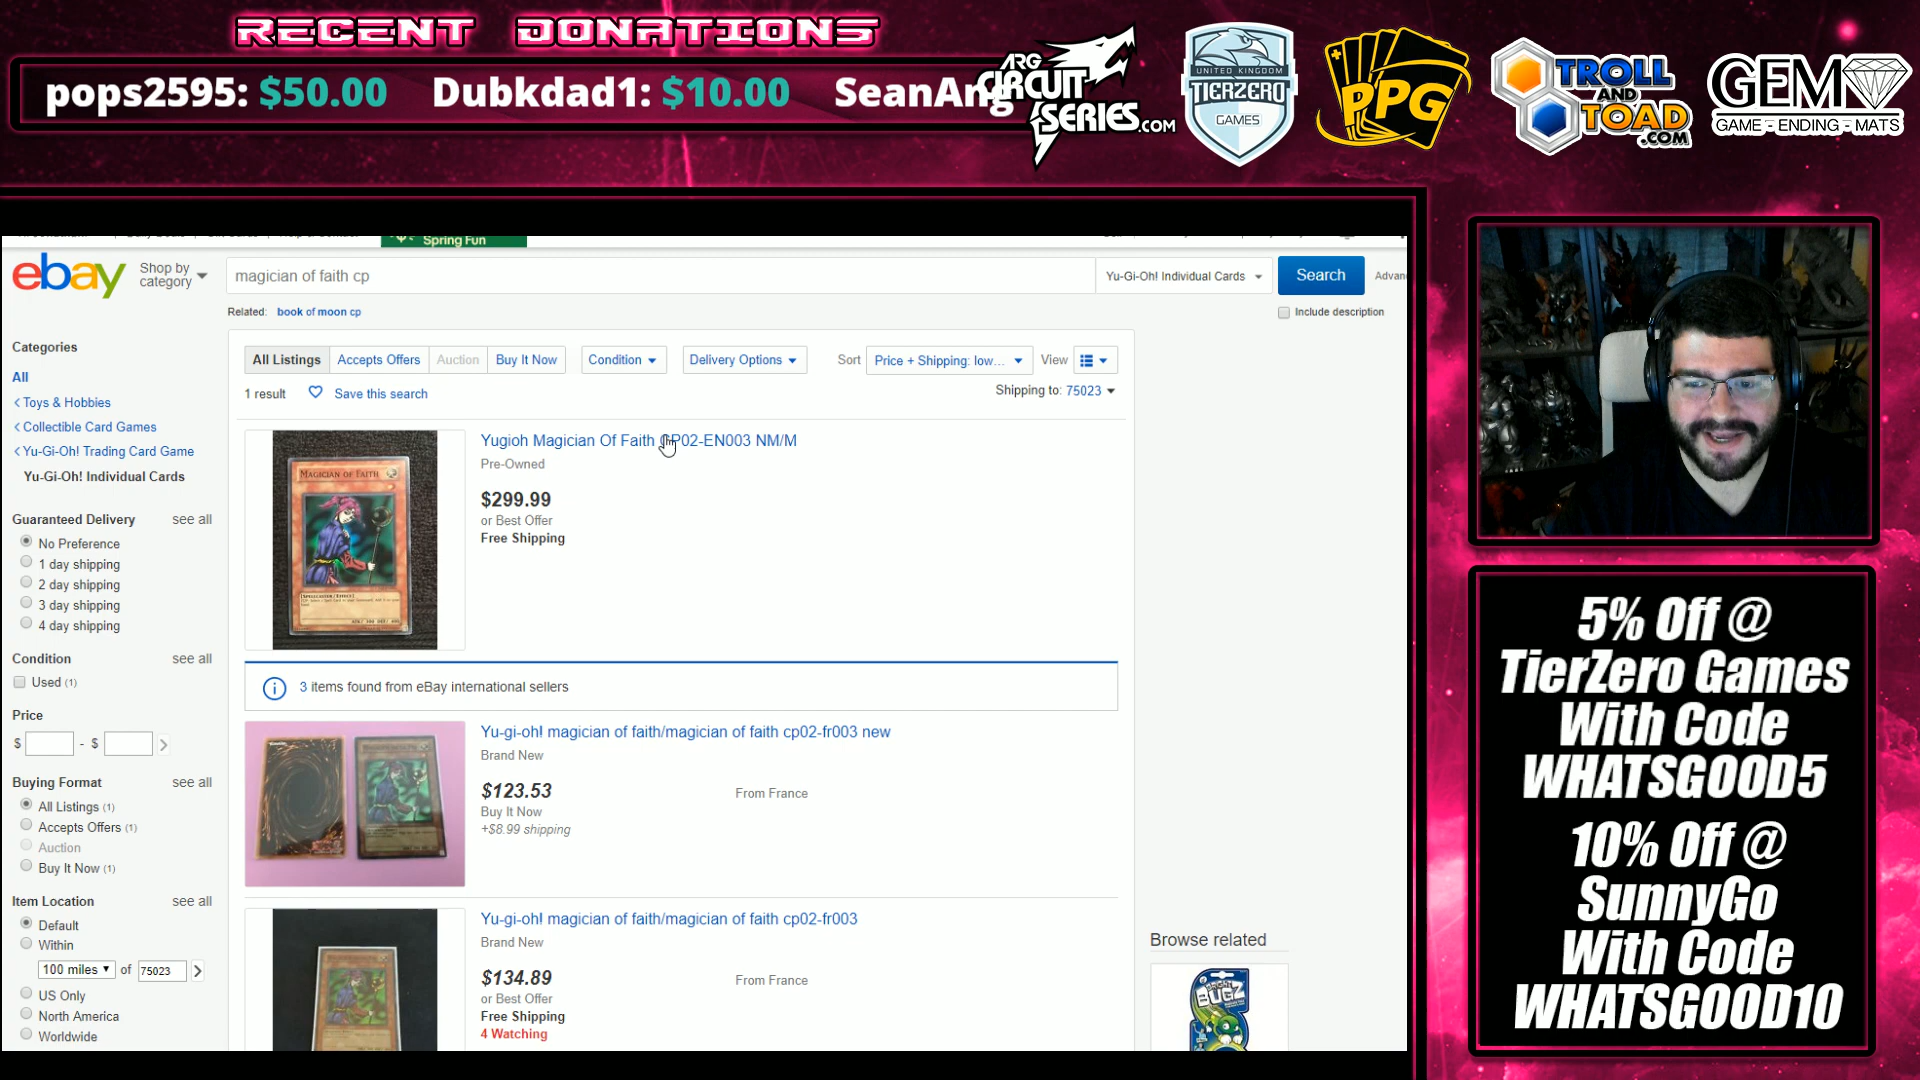 RECENT DONATIONS
pops2595: $50.00 Dubkdad1: $10.00 SeanAng
ARG
CIRCUIT
SERIES.COM
UNITED KINGDOM
TIERZERO
GAMES
PPG
TROLL
AND
TOAD
.COM
GEM
GAME - ENDING - MATS
Spring Fun
ebay
Shop by
category
magician of faith cp
Yu-Gi-Oh! Individual Cards
Search
Advan
Related: book of moon cp
Include description
Categories
All
Toys & Hobbies
Collectible Card Games
Yu-Gi-Oh! Trading Card Game
Yu-Gi-Oh! Individual Cards
Guaranteed Delivery see all
No Preference
1 day shipping
2 day shipping
3 day shipping
4 day shipping
Condition see all
Used (1)
Price
$ - $
Buying Format see all
All Listings (1)
Accepts Offers (1)
Auction
Buy It Now (1)
Item Location see all
Default
Within
100 miles of 75023
US Only
North America
Worldwide
All Listings Accepts Offers Auction Buy It Now Condition Delivery Options Sort Price + Shipping: low... View
1 result Save this search Shipping to: 75023
Yugioh Magician Of Faith CP02-EN003 NM/M
Pre-Owned
$299.99
or Best Offer
Free Shipping
MAGICIAN OF FAITH
3 items found from eBay international sellers
Yu-gi-oh! magician of faith/magician of faith cp02-fr003 new
Brand New
$123.53 From France
Buy It Now
+$8.99 shipping
Yu-gi-oh! magician of faith/magician of faith cp02-fr003
Brand New
$134.89 From France
or Best Offer
Free Shipping
4 Watching
Browse related
BUGZ
5% Off @
TierZero Games
With Code
WHATSGOOD5
10% Off @
SunnyGo
With Code
WHATSGOOD10